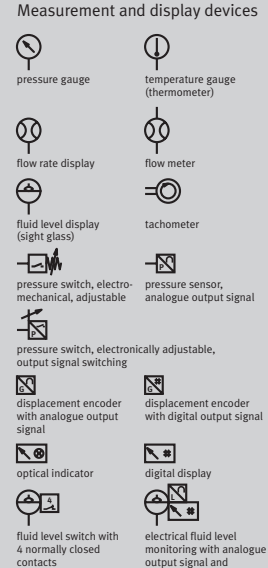 Measurement and display devices
pressure gauge
temperature gauge
(thermometer)
flow rate display
flow meter
fluid level display
(sight glass)
tachometer
P
pressure switch, electro-
mechanical, adjustable
pressure sensor,
analogue output signal
P
pressure switch, electronically adjustable,
output signal switching
G
#
G
displacement encoder
with analogue output
signal
displacement encoder
with digital output signal
#
optical indicator
digital display
4
L
#
fluid level switch with
4 normally closed
contacts
electrical fluid level
monitoring with analogue
output signal and